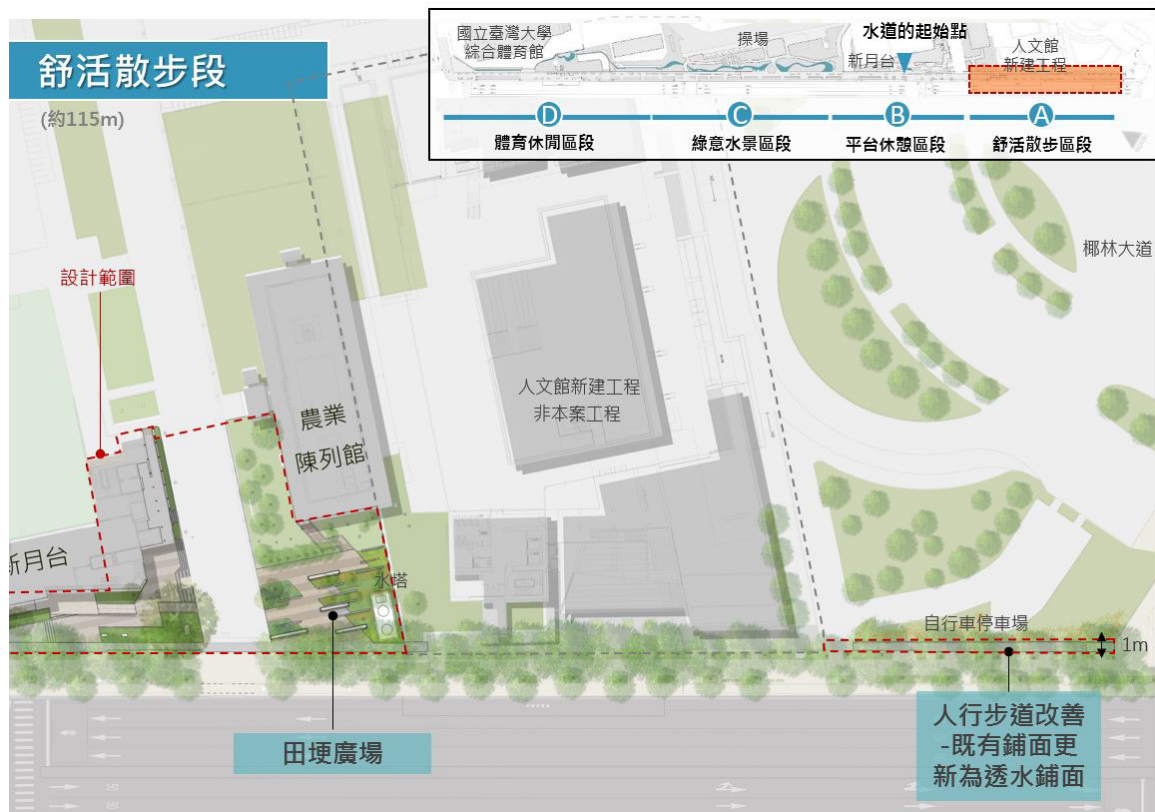 舒活散步段
(約115m)
國立臺灣大學
綜合體育館
操場
水道的起始點
新月台
人文館
新建工程
D
C
B
A
體育休閒區段
綠意水景區段
平台休憩區段
舒活散步區段
椰林大道
設計範圍
人文館新建工程
非本案工程
農業
陳列館
新月台
水塔
自行車停車場
1m
田埂廣場
人行步道改善
-既有鋪面更
新為透水鋪面